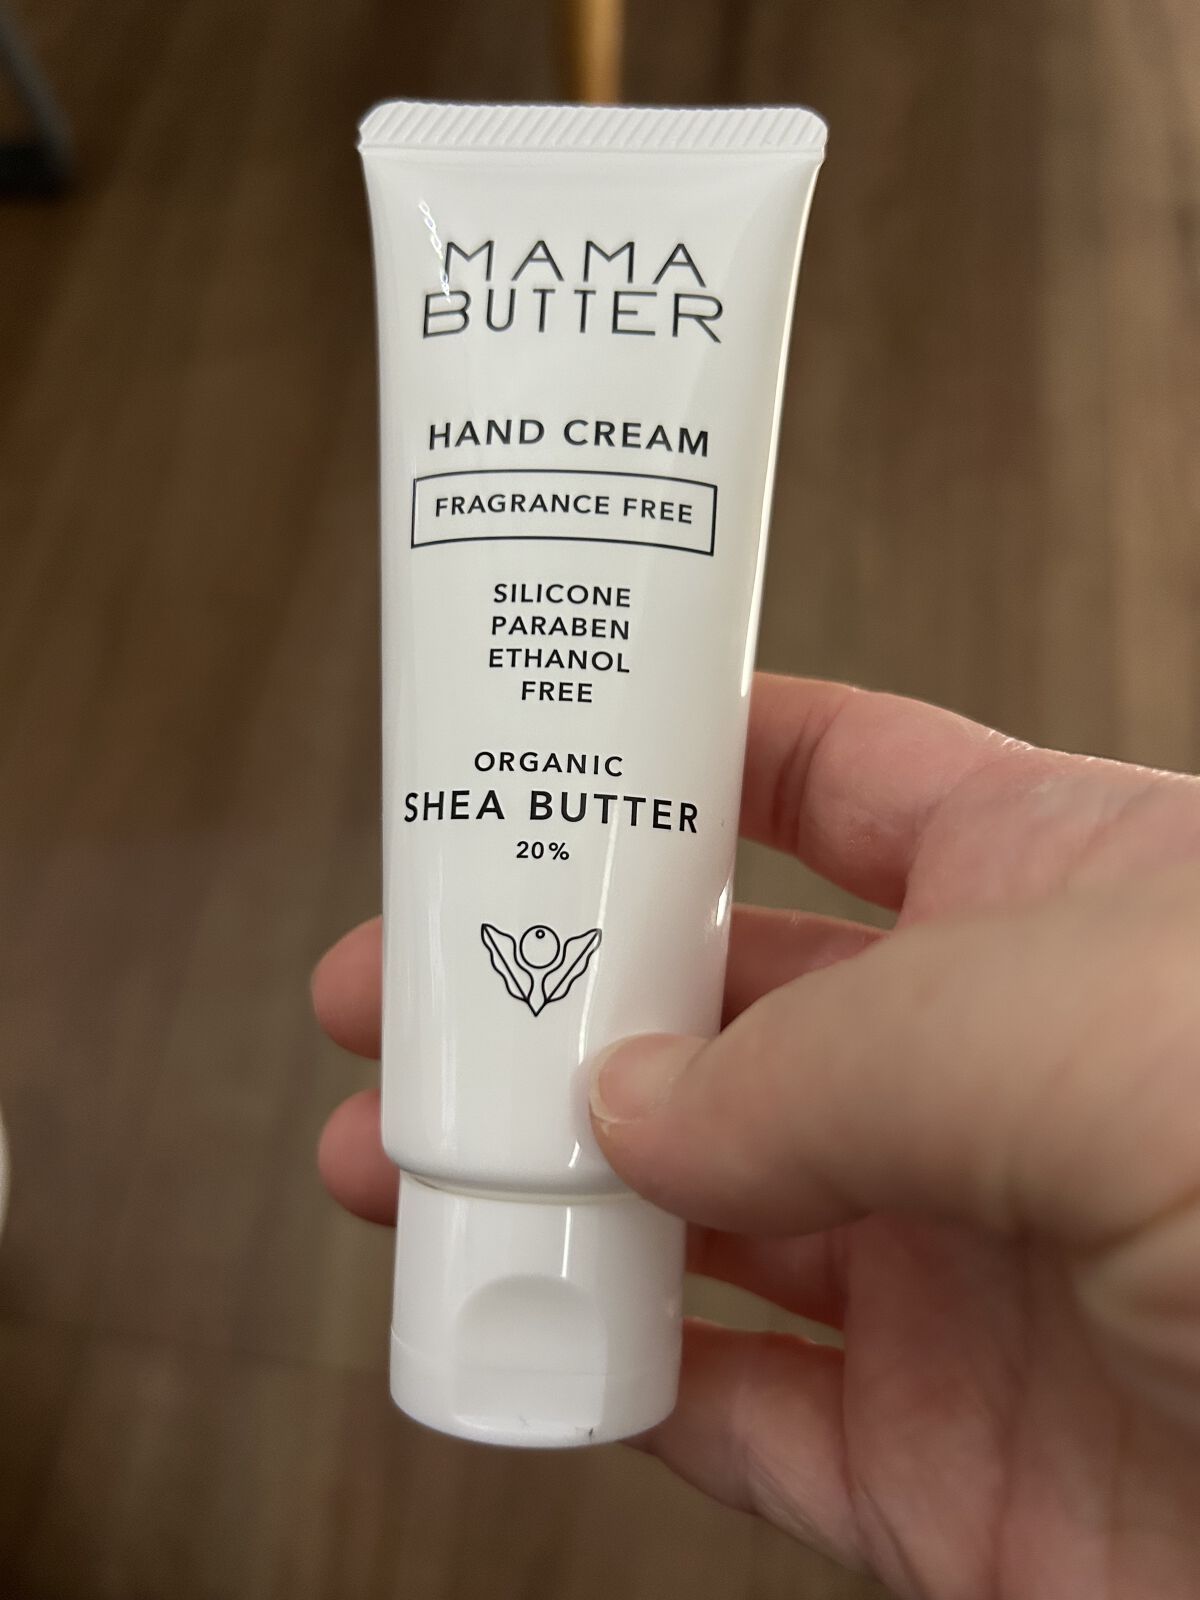 MAMA
BUTTER
HAND CREAM
FRAGRANCE FREE
SILICONE
PARABEN
ETHANOL
FREE
ORGANIC
SHEA BUTTER
20%